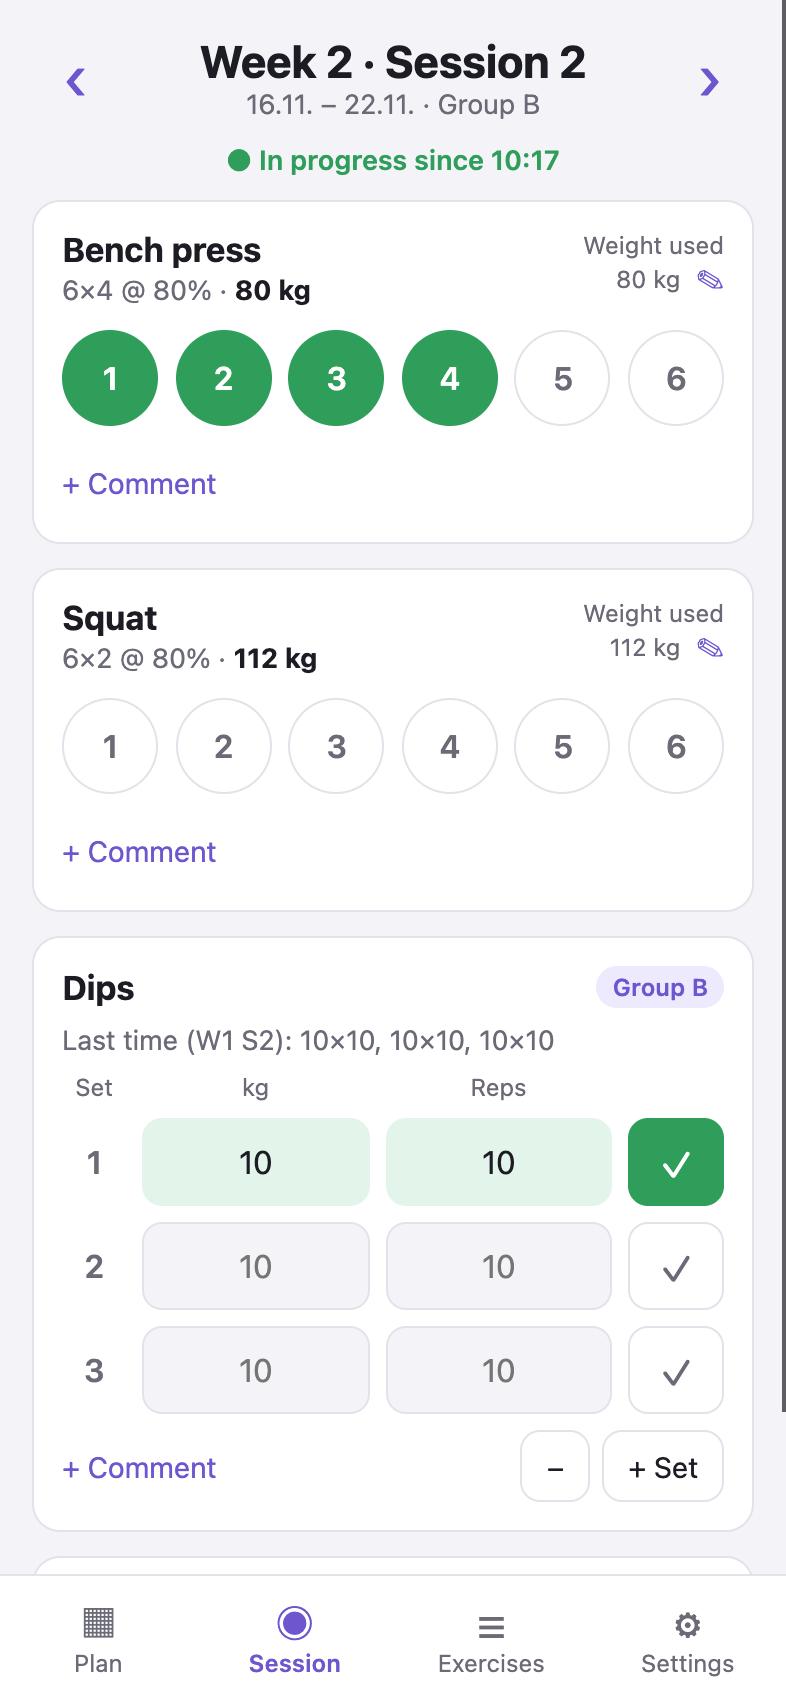 Week 2 · Session 2
16.11. – 22.11. · Group B
In progress since 10:17
Bench press
Weight used
6×4 @ 80% · 80 kg
80 kg
1 2 3 4 5 6
+ Comment
Squat
Weight used
6×2 @ 80% · 112 kg
112 kg
1 2 3 4 5 6
+ Comment
Dips
Group B
Last time (W1 S2): 10×10, 10×10, 10×10
Set kg Reps
1 10 10 ✓
2 10 10 ✓
3 10 10 ✓
+ Comment – + Set
Plan Session Exercises Settings